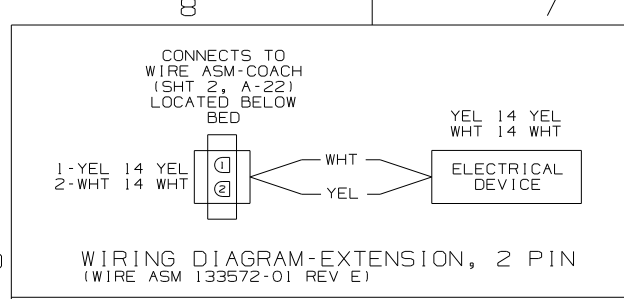 8 7
CONNECTS TO
WIRE ASM-COACH
(SHT 2, A-22)
LOCATED BELOW
BED
YEL 14 YEL
WHT 14 WHT
1-YEL 14 YEL
2-WHT 14 WHT
1
2
WHT
YEL
ELECTRICAL
DEVICE
WIRING DIAGRAM-EXTENSION, 2 PIN
(WIRE ASM 133572-01 REV E)